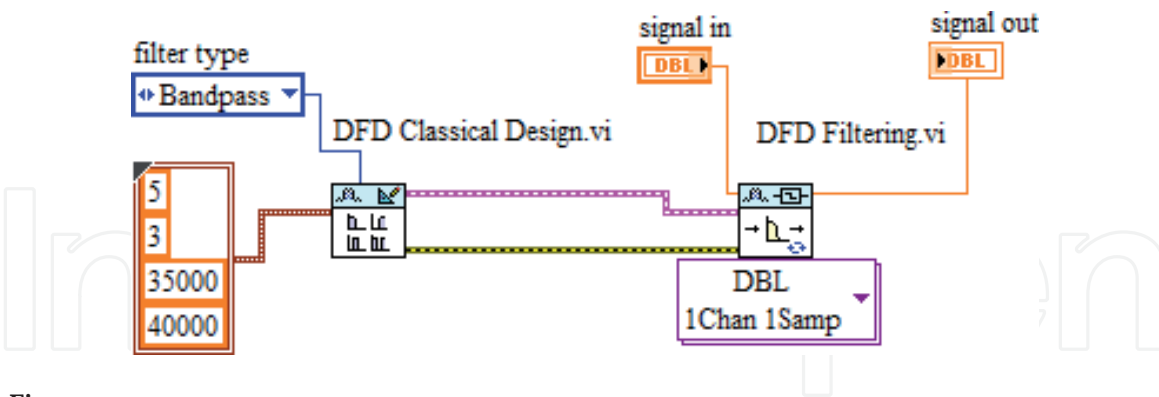 signal in
signal out
filter type
DBL
DBL
Bandpass
DFD Classical Design.vi
DFD Filtering.vi
5
3
35000
40000
DBL
1Chan 1Samp